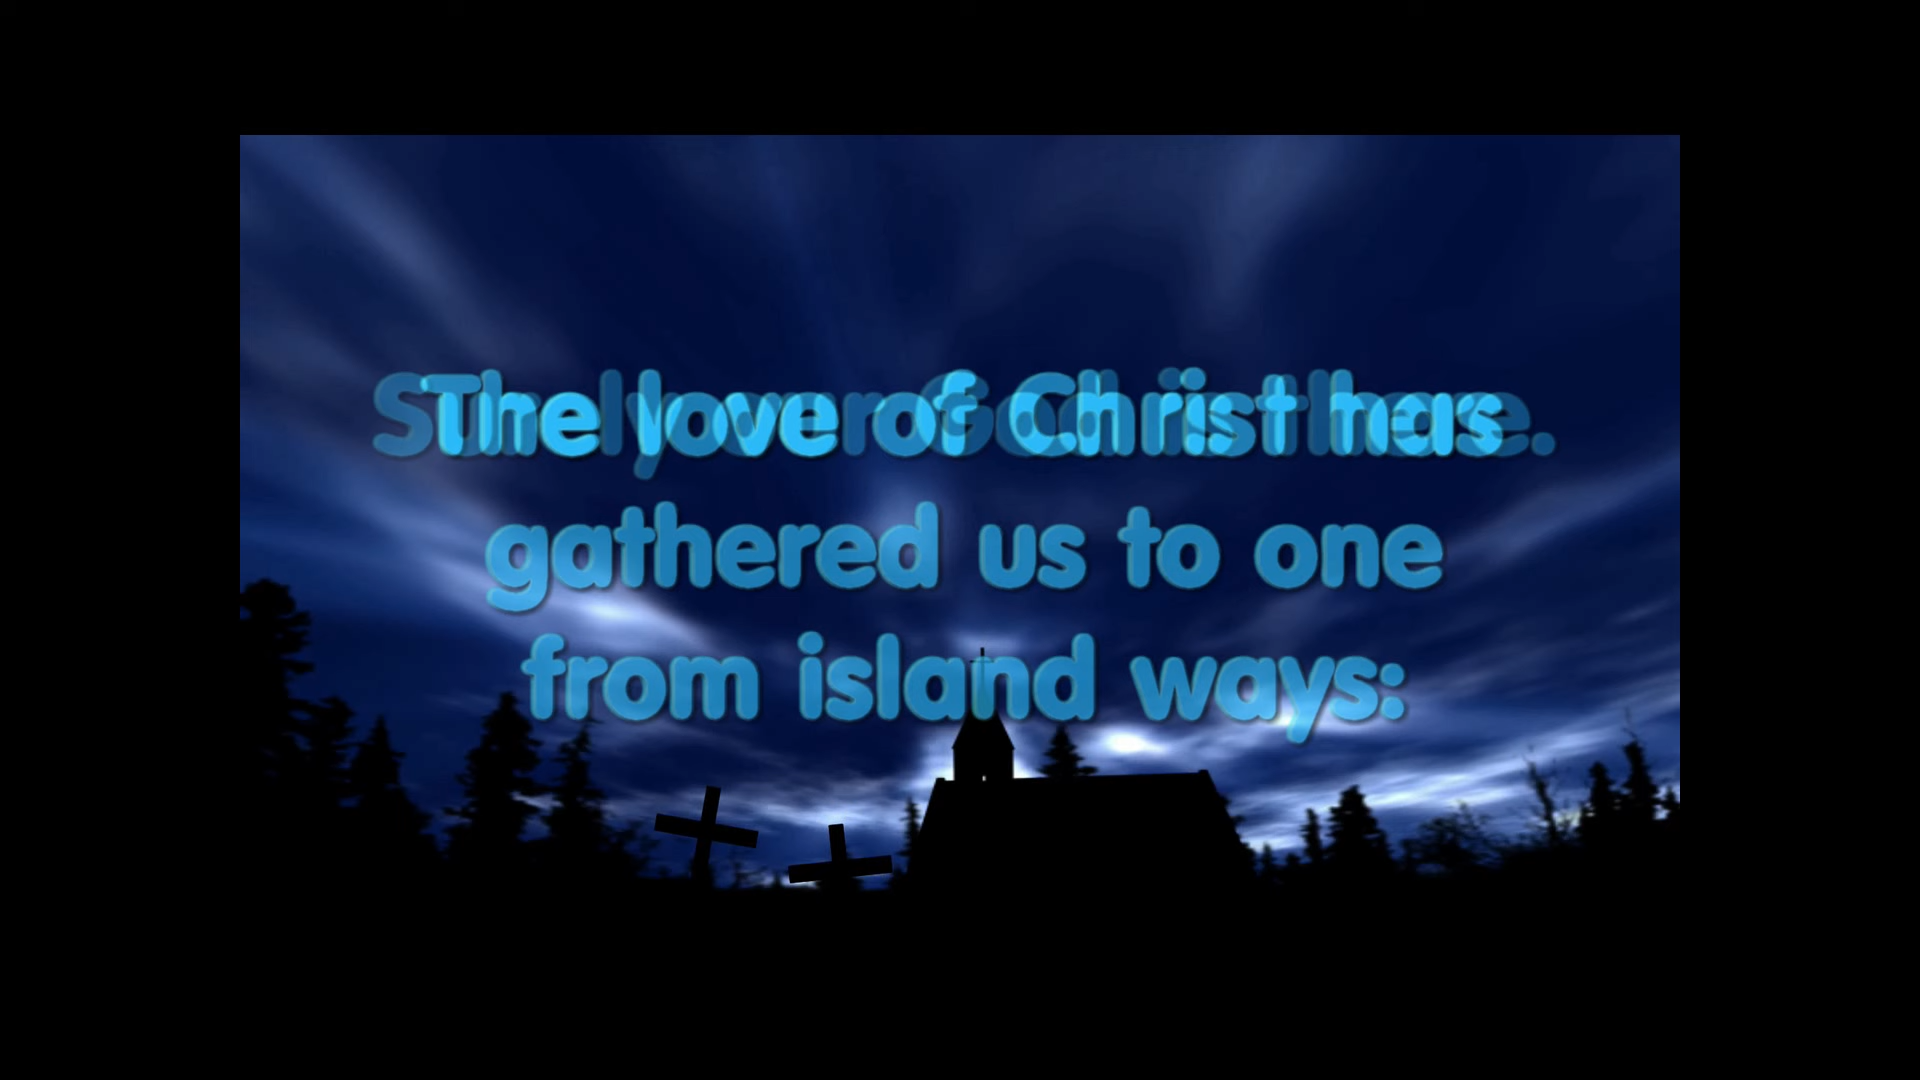 The love of Christ has
gathered us to one
from island ways: